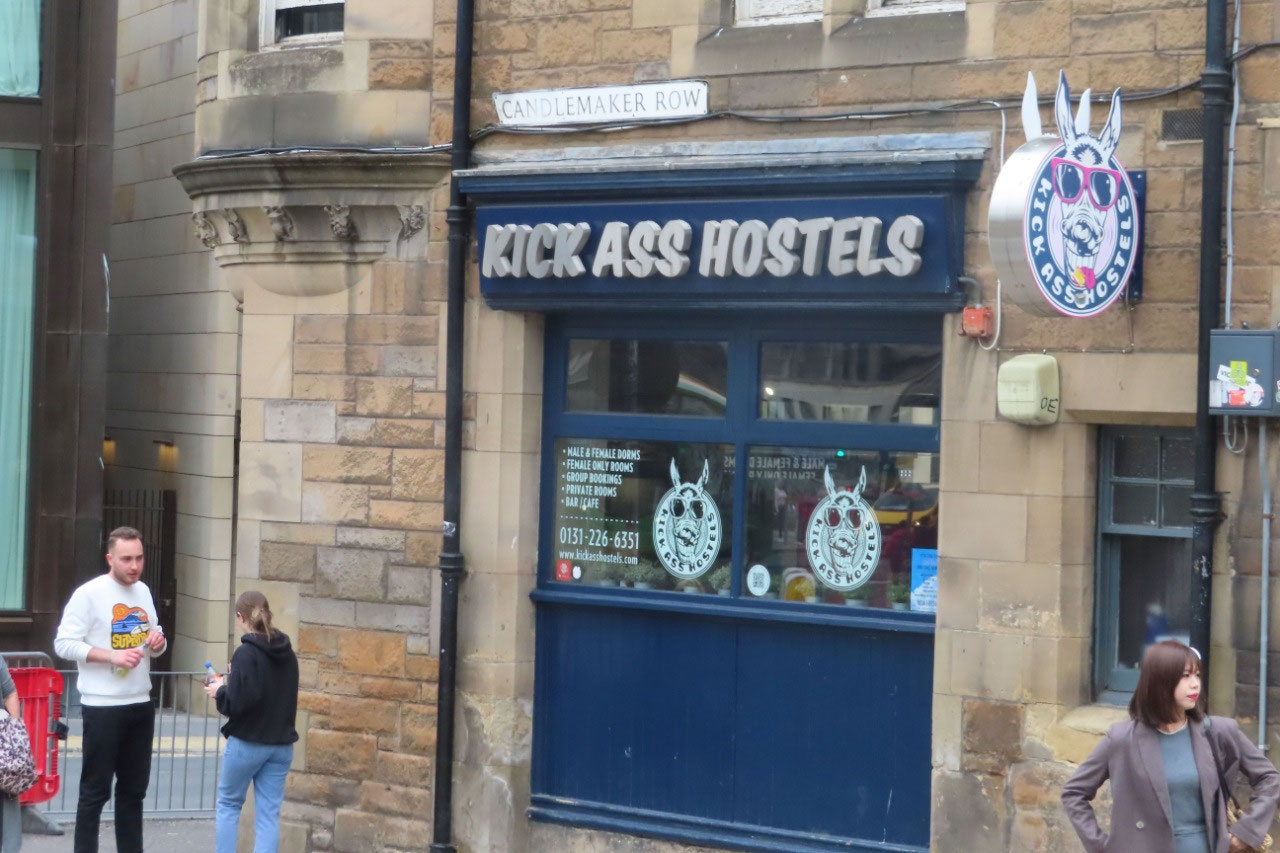 CANDLEMAKER ROW
KICK ASS HOSTELS
KICK ASS HOSTELS
• MALE & FEMALE DORMS
• FEMALE ONLY ROOMS
• GROUP BOOKINGS
• PRIVATE ROOMS
• BAR / CAFE
0131-226-6351
www.kickasshostels.com
KICK ASS HOSTELS
KICK ASS HOSTELS
DE